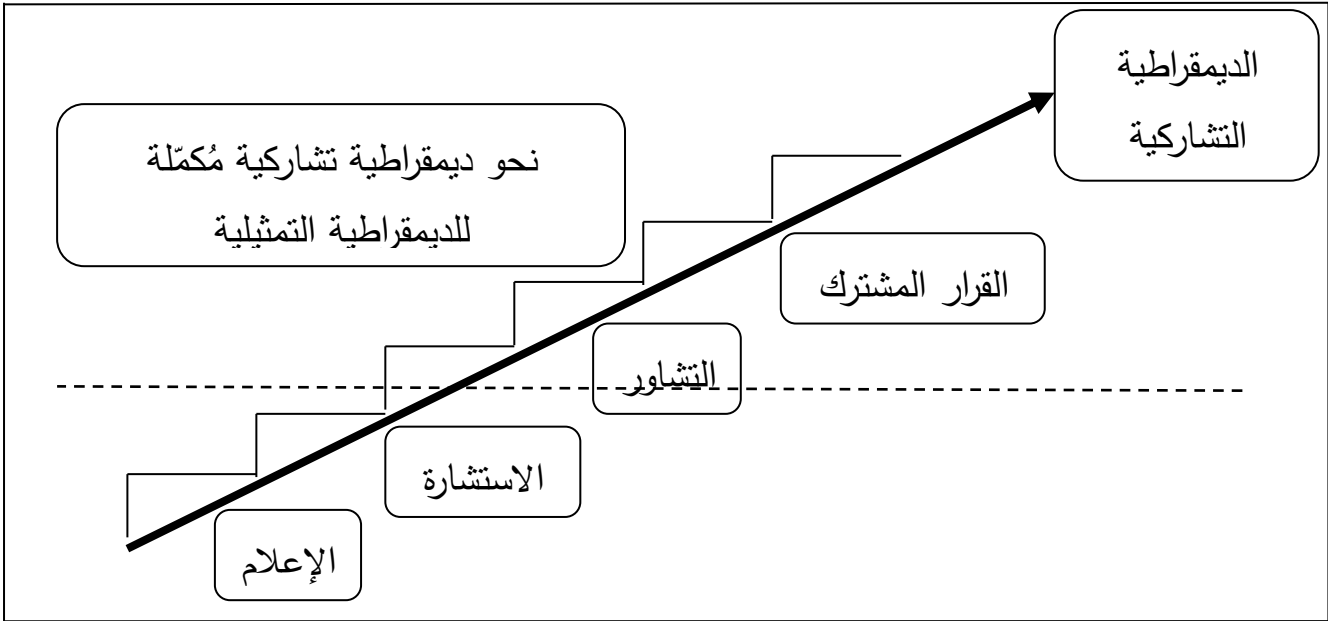 الديمقراطية
التشاركية
نحو ديمقراطية تشاركية مُكمّلة
للديمقراطية التمثيلية
القرار المشترك
التشاور
الاستشارة
الإعلام